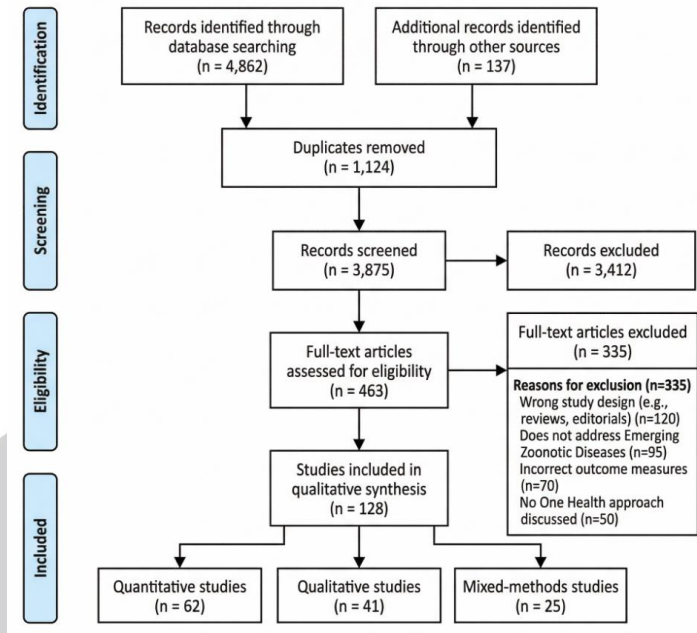 Identification
Records identified through
database searching
(n = 4,862)
Additional records identified
through other sources
(n = 137)
Duplicates removed
(n = 1,124)
Screening
Records screened
(n = 3,875)
Records excluded
(n = 3,412)
Eligibility
Full-text articles
assessed for eligibility
(n = 463)
Full-text articles excluded
(n = 335)
Reasons for exclusion (n=335)
Wrong study design (e.g.,
reviews, editorials) (n=120)
Does not address Emerging
Zoonotic Diseases (n=95)
Incorrect outcome measures
(n=70)
No One Health approach
discussed (n=50)
Included
Studies included in
qualitative synthesis
(n = 128)
Quantitative studies
(n = 62)
Qualitative studies
(n = 41)
Mixed-methods studies
(n = 25)